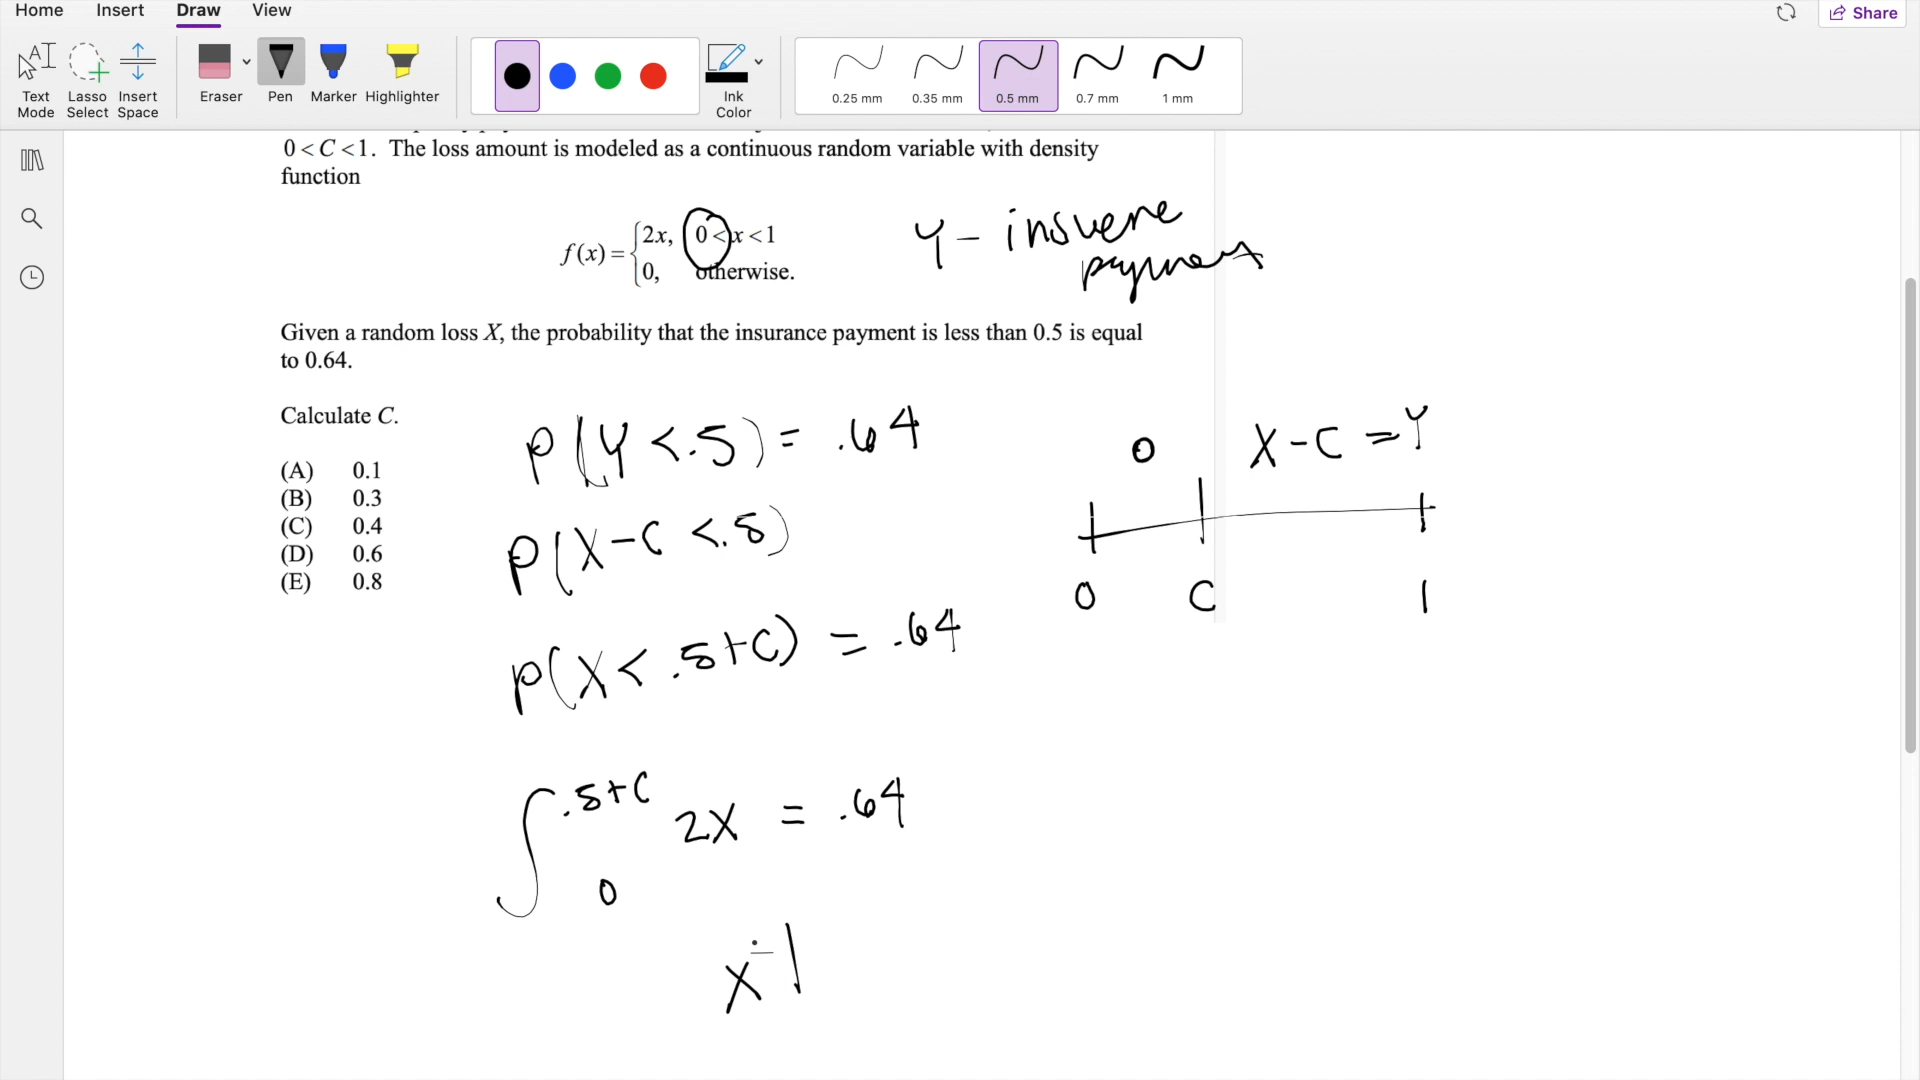 Home Insert Draw View
Share
Text Mode
Lasso Select
Insert Space
Eraser
Pen
Marker
Highlighter
Ink Color
0.25 mm
0.35 mm
0.5 mm
0.7 mm
1 mm
0 < C < 1. The loss amount is modeled as a continuous random variable with density
function
f(x) = { 2x, 0 < x < 1
0, otherwise.
Y - insurene
payment
Given a random loss X, the probability that the insurance payment is less than 0.5 is equal
to 0.64.
Calculate C.
(A) 0.1
(B) 0.3
(C) 0.4
(D) 0.6
(E) 0.8
P(Y < .5) = .64
P(X - C < .5)
P(X < .5 + C) = .64
∫ .5+C 2X = .64
0
X
0 X - C = Y
0 C 1